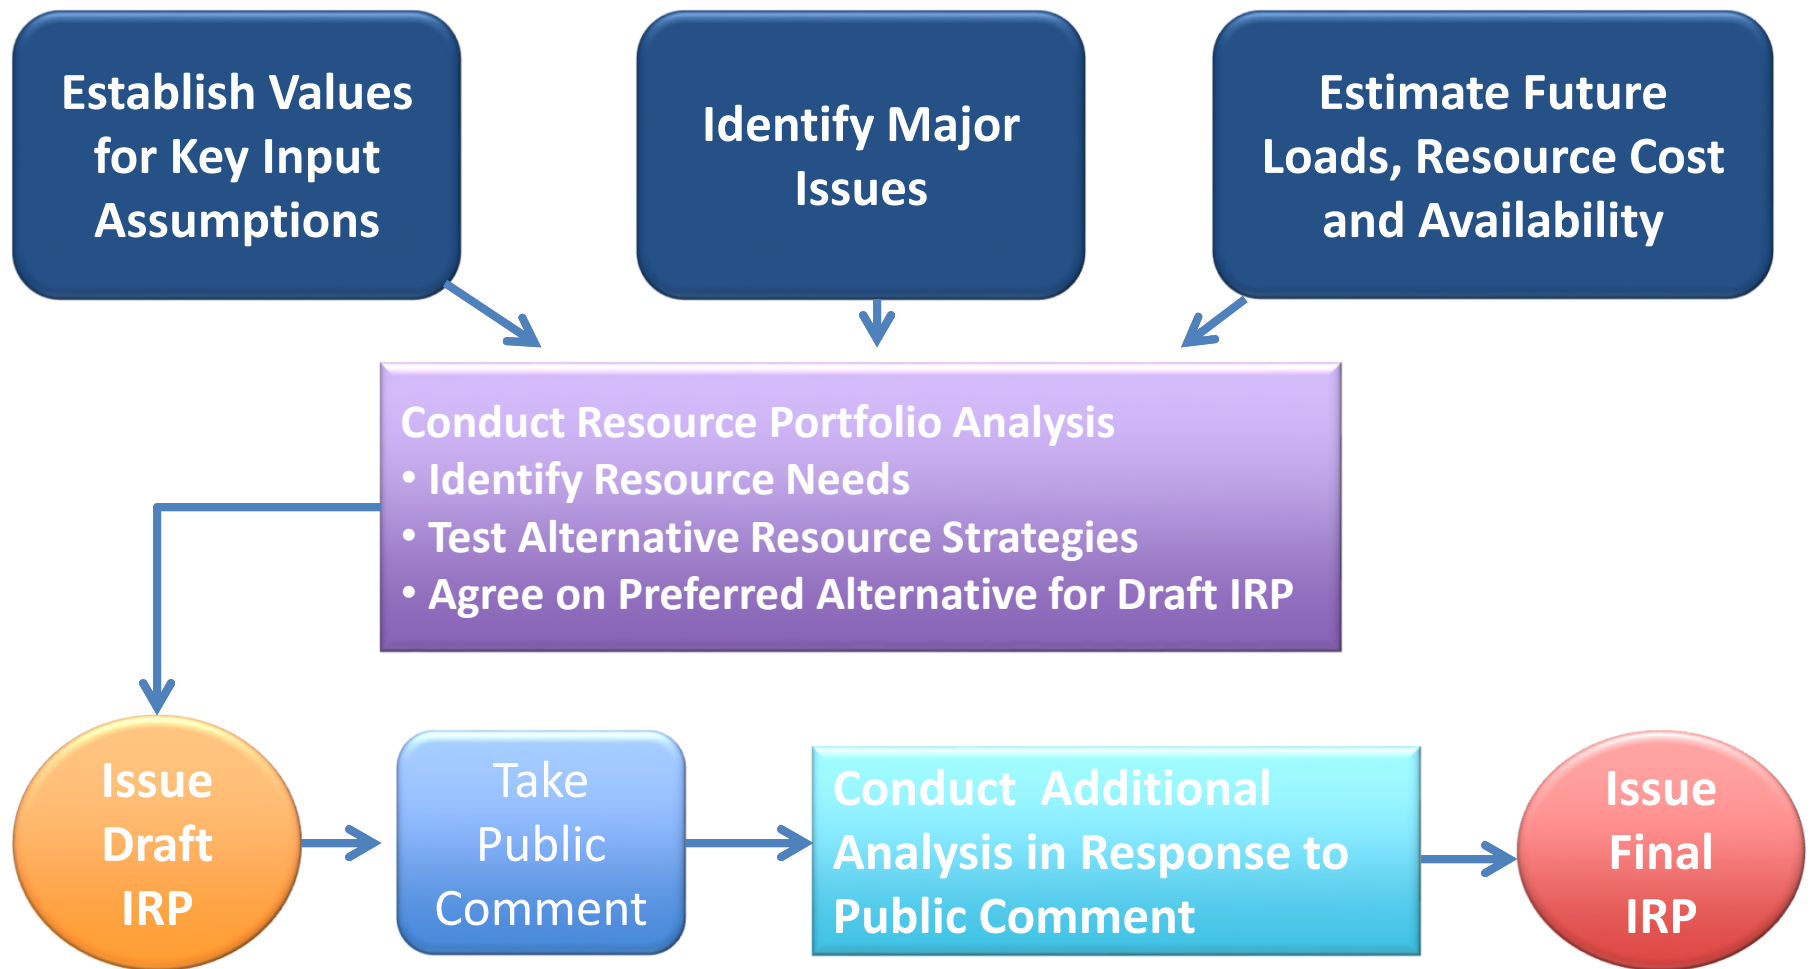 Establish Values
for Key Input
Assumptions
Identify Major
Issues
Estimate Future
Loads, Resource Cost
and Availability
Conduct Resource Portfolio Analysis
• Identify Resource Needs
• Test Alternative Resource Strategies
• Agree on Preferred Alternative for Draft IRP
Issue
Draft
IRP
Take
Public
Comment
Conduct  Additional
Analysis in Response to
Public Comment
Issue
Final
IRP